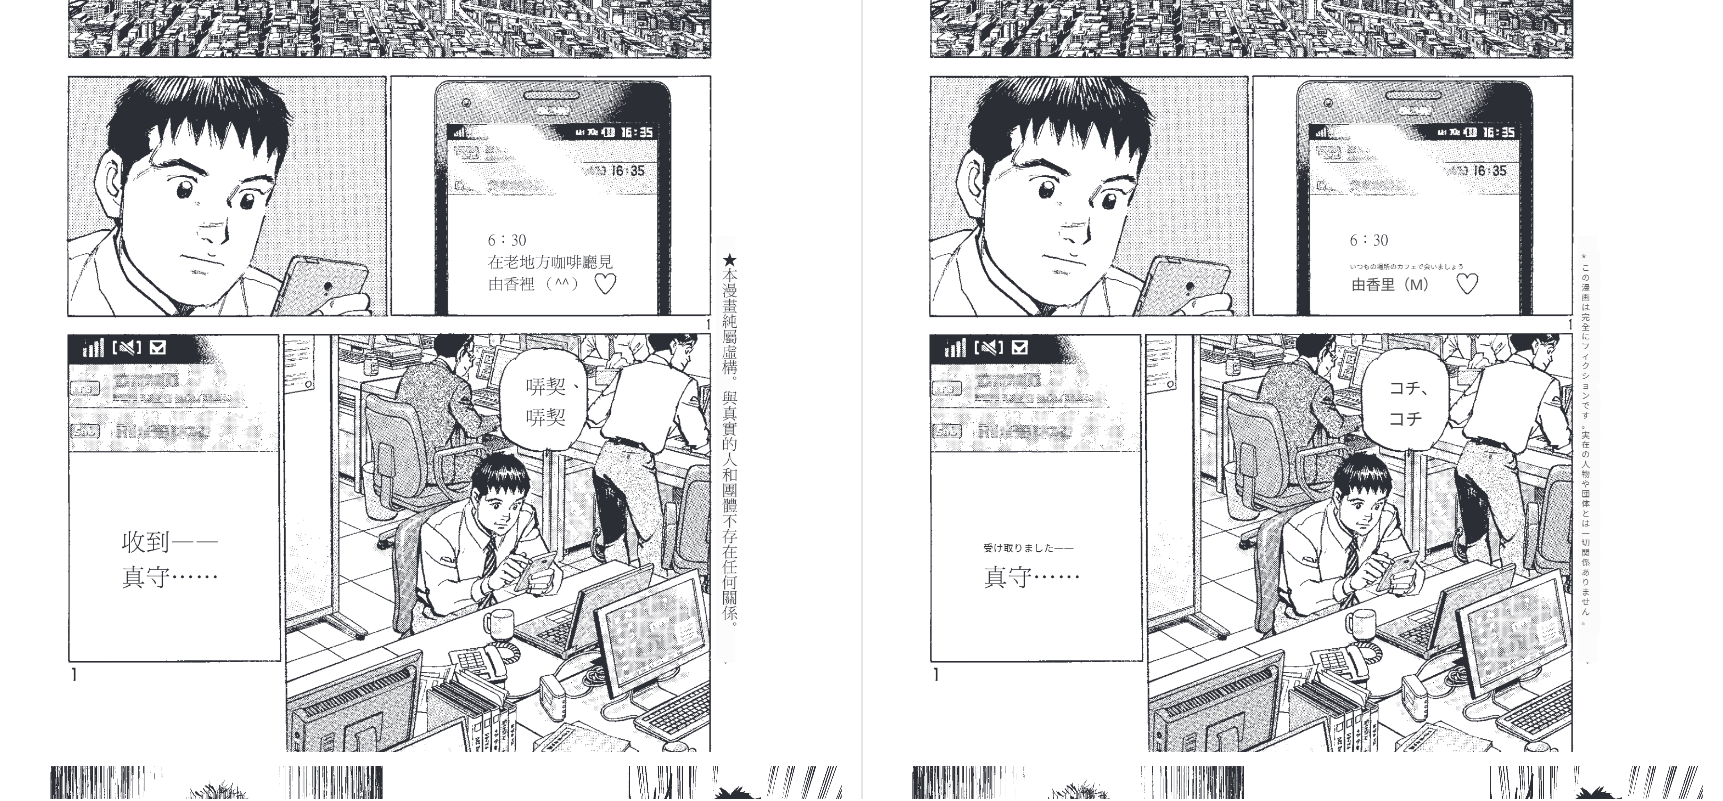 16:35
16:35
6：30
在老地方咖啡廳見
由香裡（^^）♡
1
★本漫畫純屬虛構。與真實的人和團體不存在任何關係。
哢契、
哢契
收到——
真守……
1
16:35
16:35
6：30
いつもの場所のカフェで会いましょう
由香里（M）♡
1
*この漫画は完全にフィクションです。実在の人物や団体とは一切関係ありません。
コチ、
コチ
受け取りました——
真守……
1